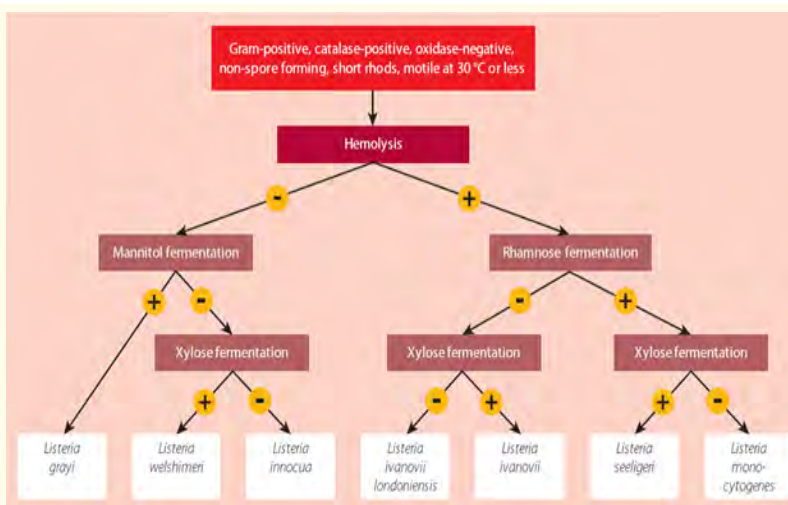 Gram-positive, catalase-positive, oxidase-negative,
non-spore forming, short rhods, motile at 30 °C or less
Hemolysis
-
+
Mannitol fermentation
Rhamnose fermentation
+
-
-
+
Xylose fermentation
Xylose fermentation
Xylose fermentation
+
-
-
+
+
-
Listeria
grayi
Listeria
welshimeri
Listeria
innocua
Listeria
ivanovii
londoniensis
Listeria
ivanovii
Listeria
seeligeri
Listeria
mono-
cytogenes